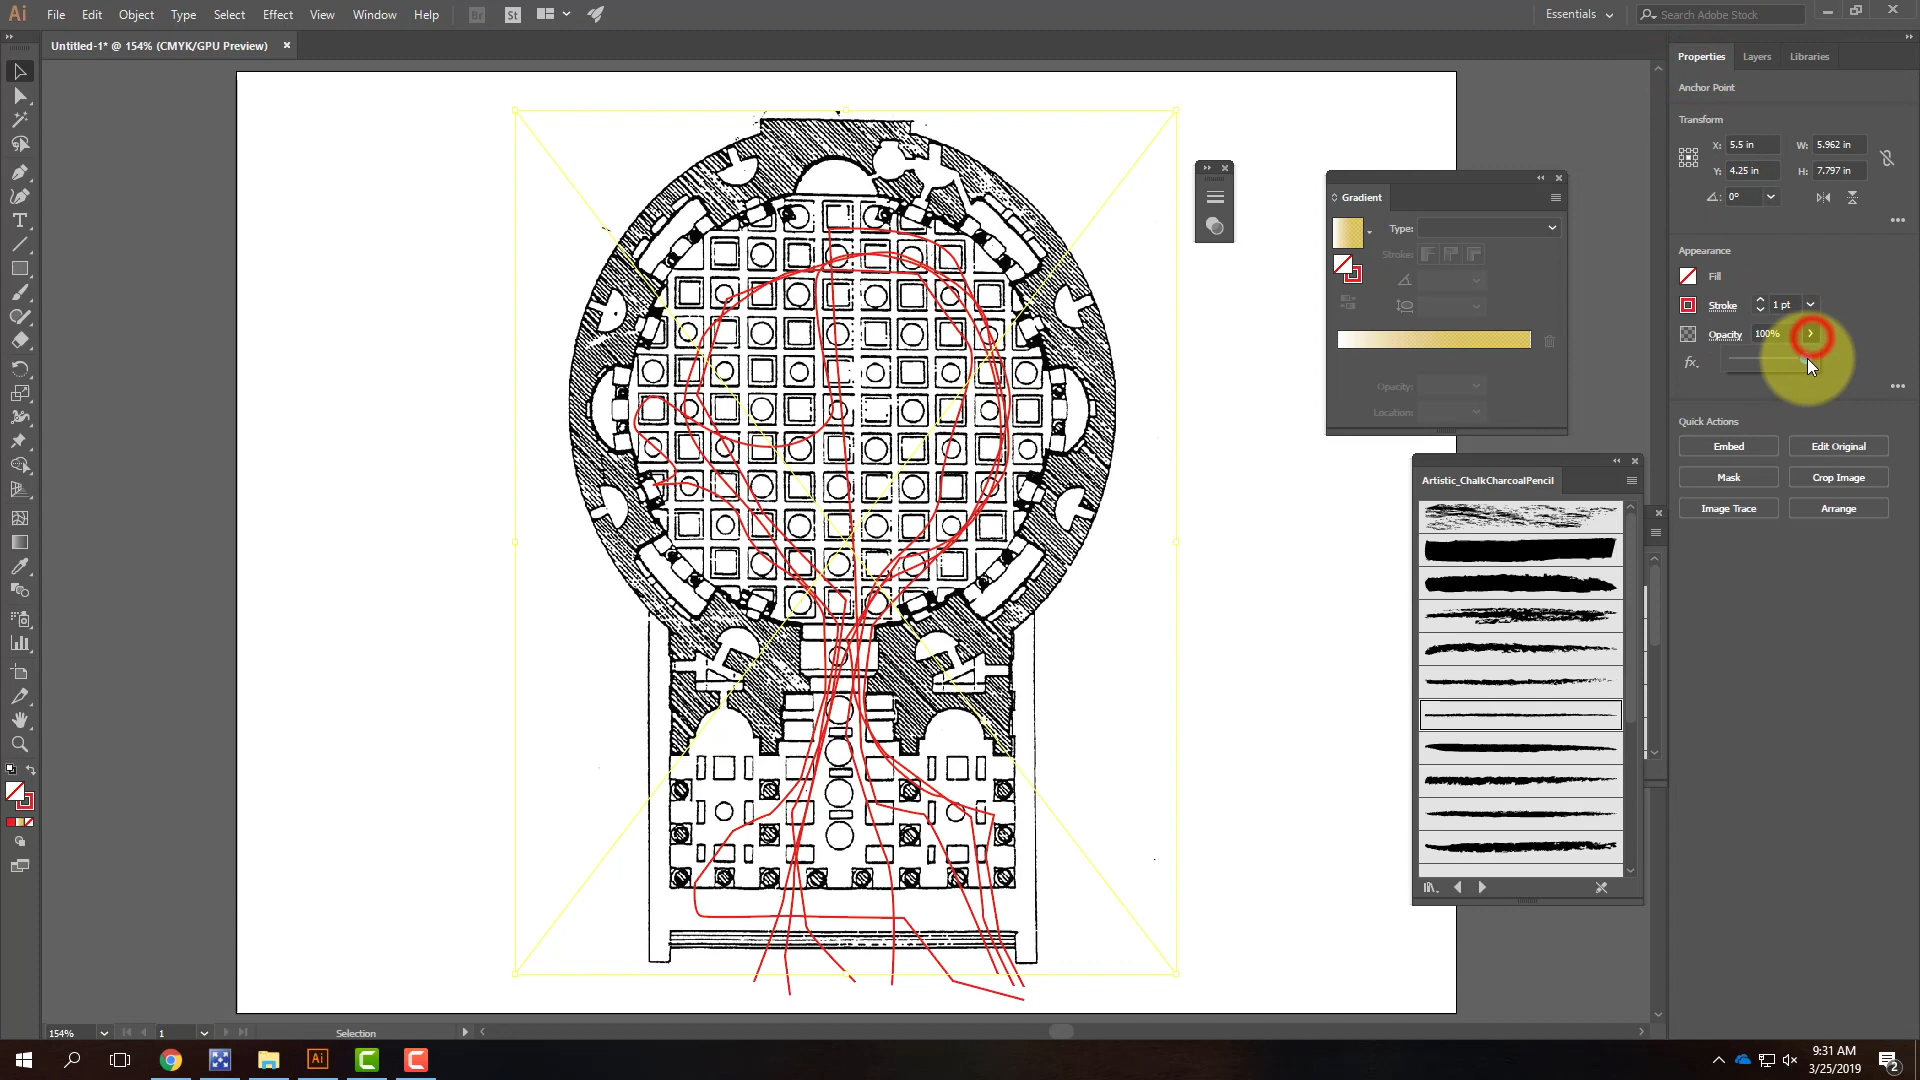 Ai File Edit Object Type Select Effect View Window Help Br St Essentials Search Adobe Stock
Untitled-1* @ 154% (CMYK/GPU Preview) ×
Properties Layers Libraries
Anchor Point
Transform
X: 5.5 in W: 5.962 in
Y: 4.25 in H: 7.797 in
0°
Appearance
Fill
Stroke 1 pt
Opacity 100%
fx.
Quick Actions
Embed Edit Original
Mask Crop Image
Image Trace Arrange
Gradient
Type:
Stroke:
Opacity:
Location:
Artistic_ChalkCharcoalPencil
154% 1 Selection
Ai
9:31 AM
3/25/2019
2